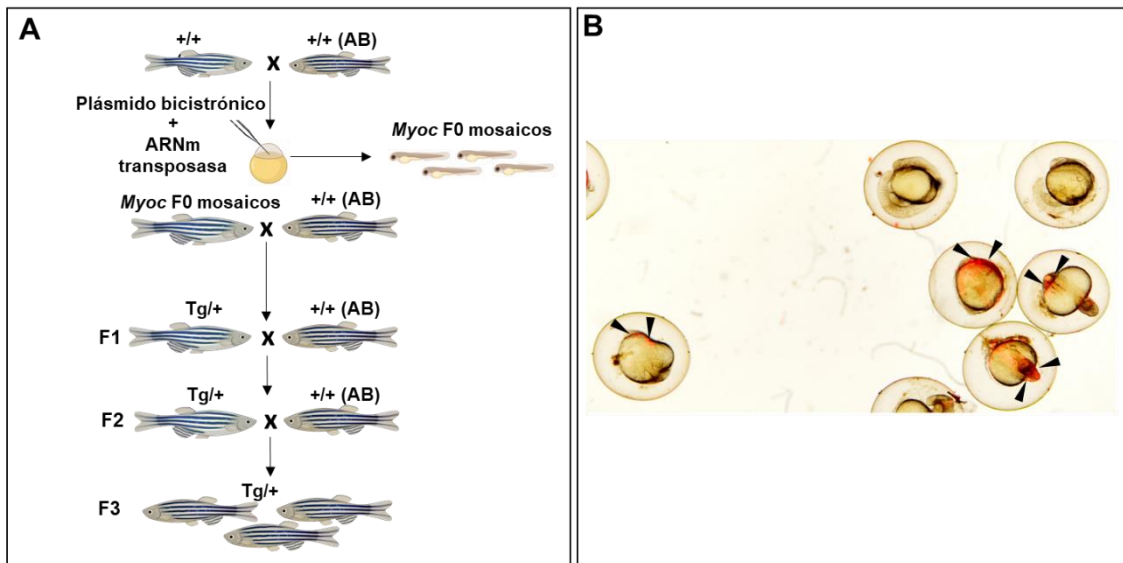 A
+/+
+/+ (AB)
X
Plásmido bicistrónico
+
ARNm
transposasa
Myoc F0 mosaicos
Myoc F0 mosaicos
+/+ (AB)
X
Tg/+
+/+ (AB)
F1
X
Tg/+
+/+ (AB)
F2
X
Tg/+
F3
B